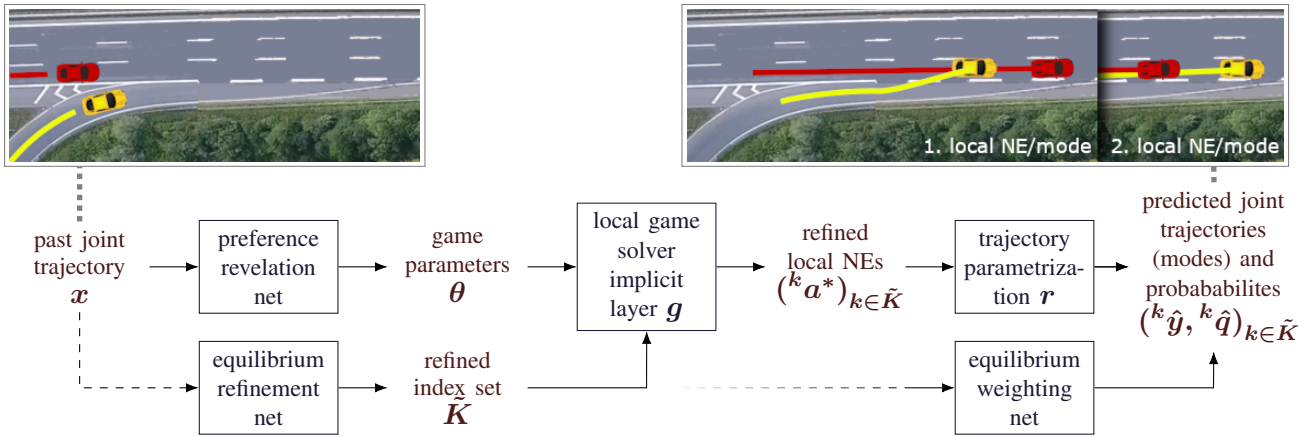 1. local NE/mode
2. local NE/mode
past joint
trajectory
x
preference
revelation
net
game
parameters
θ
local game
solver
implicit
layer g
refined
local NEs
(ᵏa*)ₖ∈K̃
trajectory
parametriza-
tion r
predicted joint
trajectories
(modes) and
probababilites
(ᵏŷ, ᵏq̂)ₖ∈K̃
equilibrium
refinement
net
refined
index set
K̃
equilibrium
weighting
net